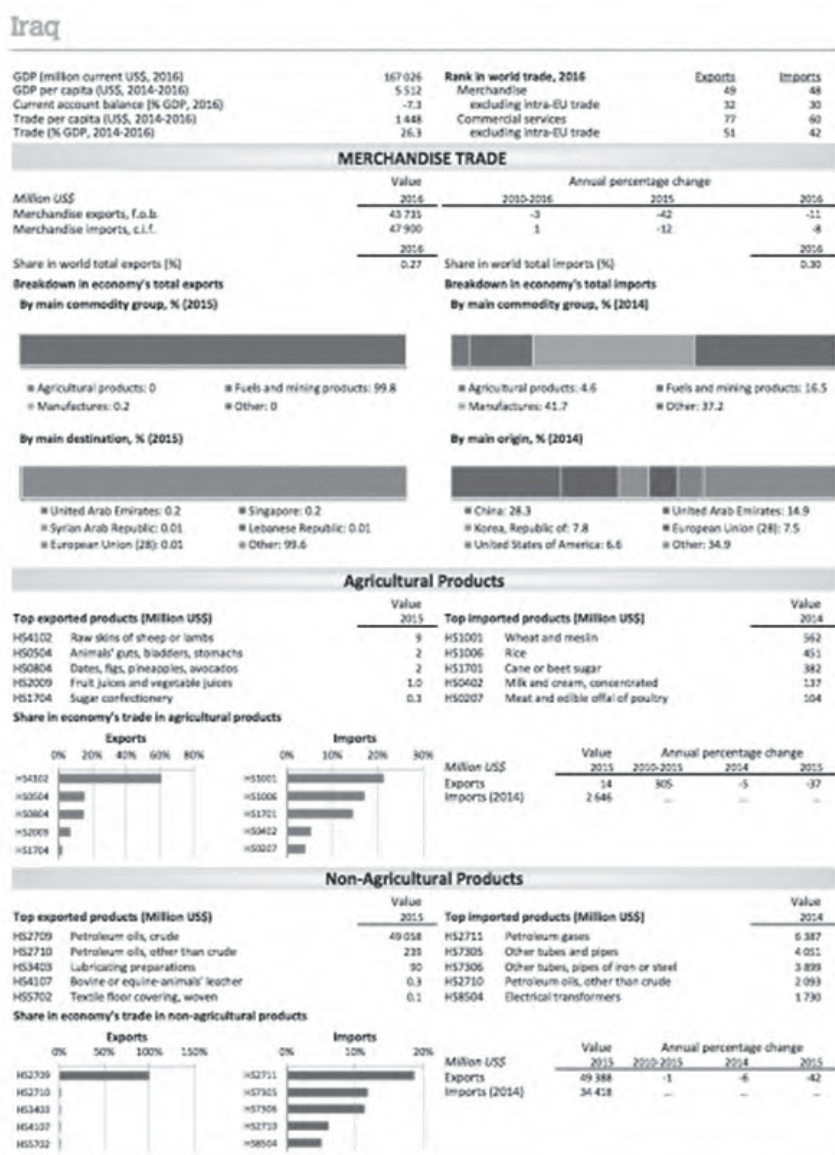 Iraq
GDP (million current US$, 2016) 167 026
GDP per capita (US$, 2014-2016) 5 512
Current account balance (% GDP, 2016) -7.3
Trade per capita (US$, 2014-2016) 1 448
Trade (% GDP, 2014-2016) 26.3
Rank in world trade, 2016 Exports Imports
Merchandise 49 48
excluding intra-EU trade 32 30
Commercial services 77 60
excluding intra-EU trade 51 42
MERCHANDISE TRADE
Value Annual percentage change
Million US$ 2016 2010-2016 2015 2016
Merchandise exports, f.o.b. 43 735 -3 -42 -11
Merchandise imports, c.i.f. 47 900 1 -12 -8
2016 2016
Share in world total exports (%) 0.27 Share in world total imports (%) 0.30
Breakdown in economy's total exports
By main commodity group, % (2015)
Agricultural products: 0 Fuels and mining products: 99.8
Manufactures: 0.2 Other: 0
By main destination, % (2015)
United Arab Emirates: 0.2 Singapore: 0.2
Syrian Arab Republic: 0.01 Lebanese Republic: 0.01
European Union (28): 0.01 Other: 99.6
Breakdown in economy's total imports
By main commodity group, % (2014)
Agricultural products: 4.6 Fuels and mining products: 16.5
Manufactures: 41.7 Other: 37.2
By main origin, % (2014)
China: 28.3 United Arab Emirates: 14.9
Korea, Republic of: 7.8 European Union (28): 7.5
United States of America: 6.6 Other: 34.9
Agricultural Products
Value
Top exported products (Million US$) 2015
HS4102 Raw skins of sheep or lambs 9
HS0504 Animals' guts, bladders, stomachs 2
HS0804 Dates, figs, pineapples, avocados 2
HS2009 Fruit juices and vegetable juices 1.0
HS1704 Sugar confectionery 0.3
Value
Top imported products (Million US$) 2014
HS1001 Wheat and meslin 562
HS1006 Rice 451
HS1701 Cane or beet sugar 382
HS0402 Milk and cream, concentrated 137
HS0207 Meat and edible offal of poultry 104
Share in economy's trade in agricultural products
Exports
0% 20% 40% 60% 80%
HS4102
HS0504
HS0804
HS2009
HS1704
Imports
0% 10% 20% 30%
HS1001
HS1006
HS1701
HS0402
HS0207
Value Annual percentage change
Million US$ 2015 2010-2015 2014 2015
Exports 14 305 -5 -37
Imports (2014) 2 646 ... ... ...
Non-Agricultural Products
Value
Top exported products (Million US$) 2015
HS2709 Petroleum oils, crude 49 058
HS2710 Petroleum oils, other than crude
HS3403 Lubricating preparations 90
HS4107 Bovine or equine-animals' leather 0.3
HS5702 Textile floor covering, woven 0.1
Value
Top imported products (Million US$) 2014
HS2711 Petroleum gases 6 387
HS7305 Other tubes and pipes 4 051
HS7306 Other tubes, pipes of iron or steel 3 899
HS2710 Petroleum oils, other than crude 2 093
HS8504 Electrical transformers 1 730
Share in economy's trade in non-agricultural products
Exports
0% 50% 100% 150%
HS2709
HS2710
HS3403
HS4107
HS5702
Imports
0% 10% 20%
HS2711
HS7305
HS7306
HS2710
HS8504
Value Annual percentage change
Million US$ 2015 2010-2015 2014 2015
Exports 49 388 -1 -6 -42
Imports (2014) 34 418 ... ... ...